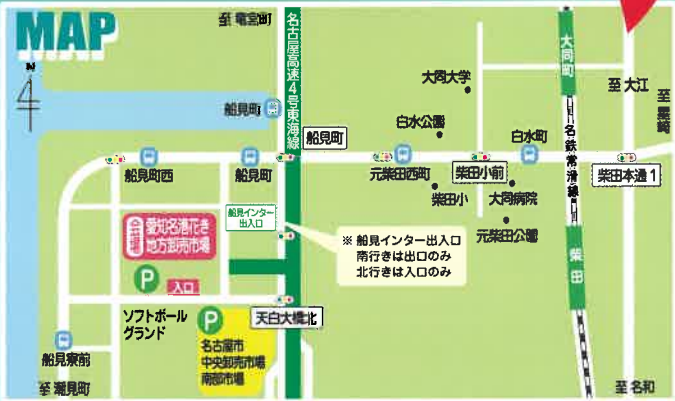 MAP
N
至 竜宮町
名古屋高速4号東海線
大同町
至 大江
至 星崎
大同大学
船見町
白水公園
船見町
白水町
名鉄常滑線
船見町西
船見町
元柴田西町
柴田小前
柴田本通1
柴田小
大同病院
元柴田公園
会場
愛知名港花き
地方卸売市場
船見インター
出入口
※ 船見インター出入口
南行きは出口のみ
北行きは入口のみ
柴田
P
入口
ソフトボール
グランド
P
天白大橋北
名古屋市
中央卸売市場
南部市場
船見寮前
至 潮見町
至 名和